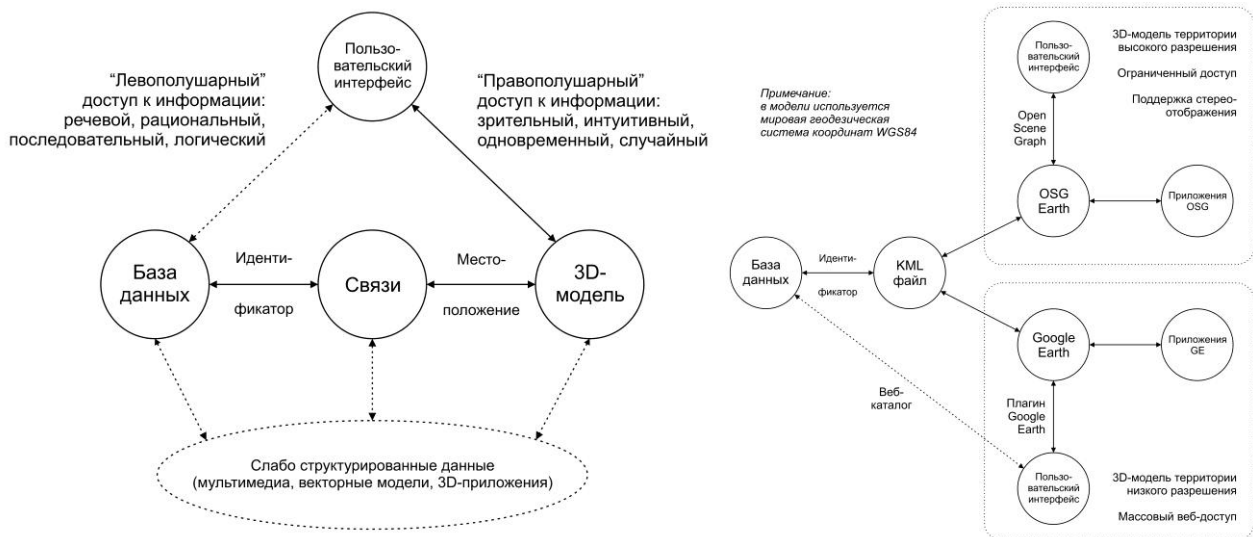 Пользо-
вательский
интерфейс
“Левополушарный”
доступ к информации:
речевой, рациональный,
последовательный, логический
“Правополушарный”
доступ к информации:
зрительный, интуитивный,
одновременный, случайный
База
данных
Иденти-
фикатор
Связи
Место-
положение
3D-
модель
Слабо структурированные данные
(мультимедиа, векторные модели, 3D-приложения)
Примечание:
в модели используется
мировая геодезическая
система координат WGS84
Пользо-
вательский
интерфейс
3D-модель территории
высокого разрешения
Ограниченный доступ
Поддержка стерео-
отображения
Open
Scene
Graph
OSG
Earth
Приложения
OSG
База
данных
Иденти-
фикатор
KML
файл
Google
Earth
Приложения
GE
Веб-
каталог
Плагин
Google
Earth
Пользо-
вательский
интерфейс
3D-модель территории
низкого разрешения
Массовый веб-доступ